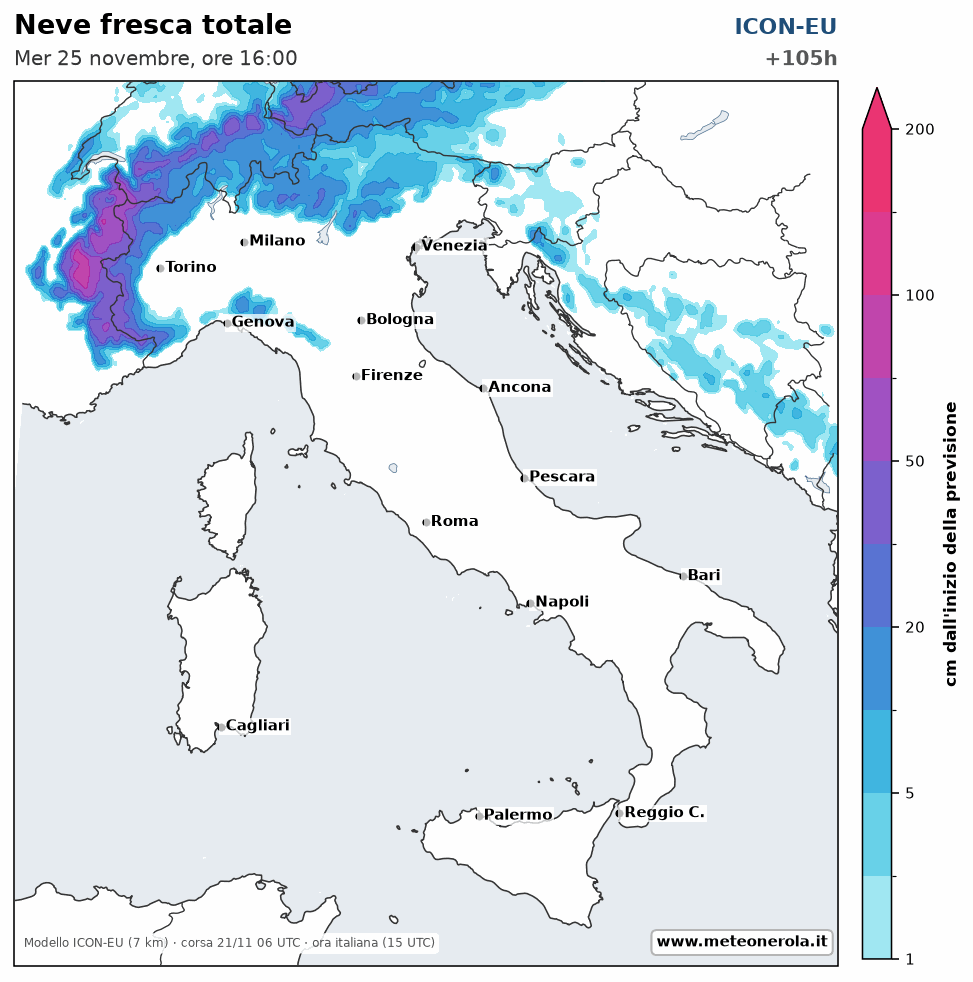 Neve fresca totale
ICON-EU
Mer 25 novembre, ore 16:00
+105h
200
100
50
20
5
1
cm dall'inizio della previsione
Milano
Venezia
Torino
Genova
Bologna
Firenze
Ancona
Pescara
Roma
Bari
Napoli
Cagliari
Palermo
Reggio C.
Modello ICON-EU (7 km) · corsa 21/11 06 UTC · ora italiana (15 UTC)
www.meteonerola.it